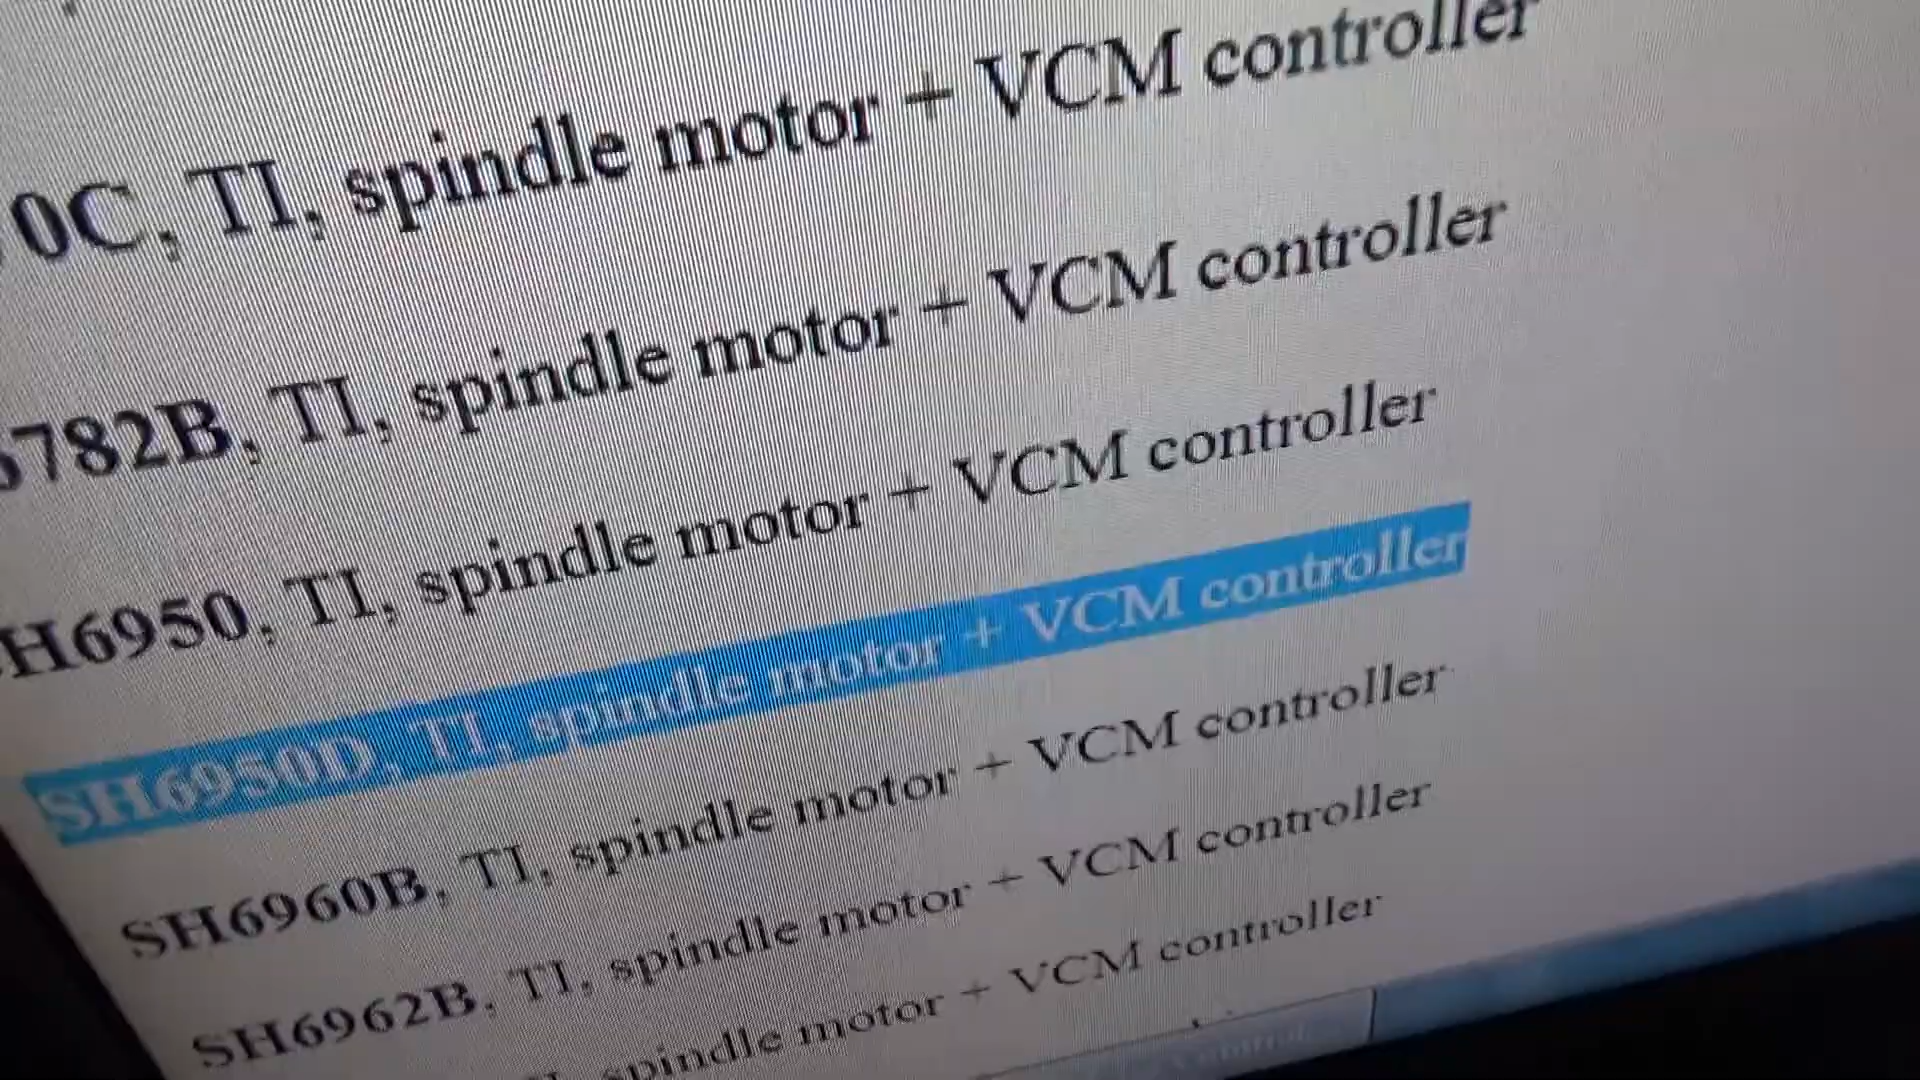 0C, TI, spindle motor + VCM controller
6782B, TI, spindle motor + VCM controller
SH6950, TI, spindle motor + VCM controller
SH6950D, TI, spindle motor + VCM controller
SH6960B, TI, spindle motor + VCM controller
SH6962B, TI, spindle motor + VCM controller
spindle motor + VCM controller